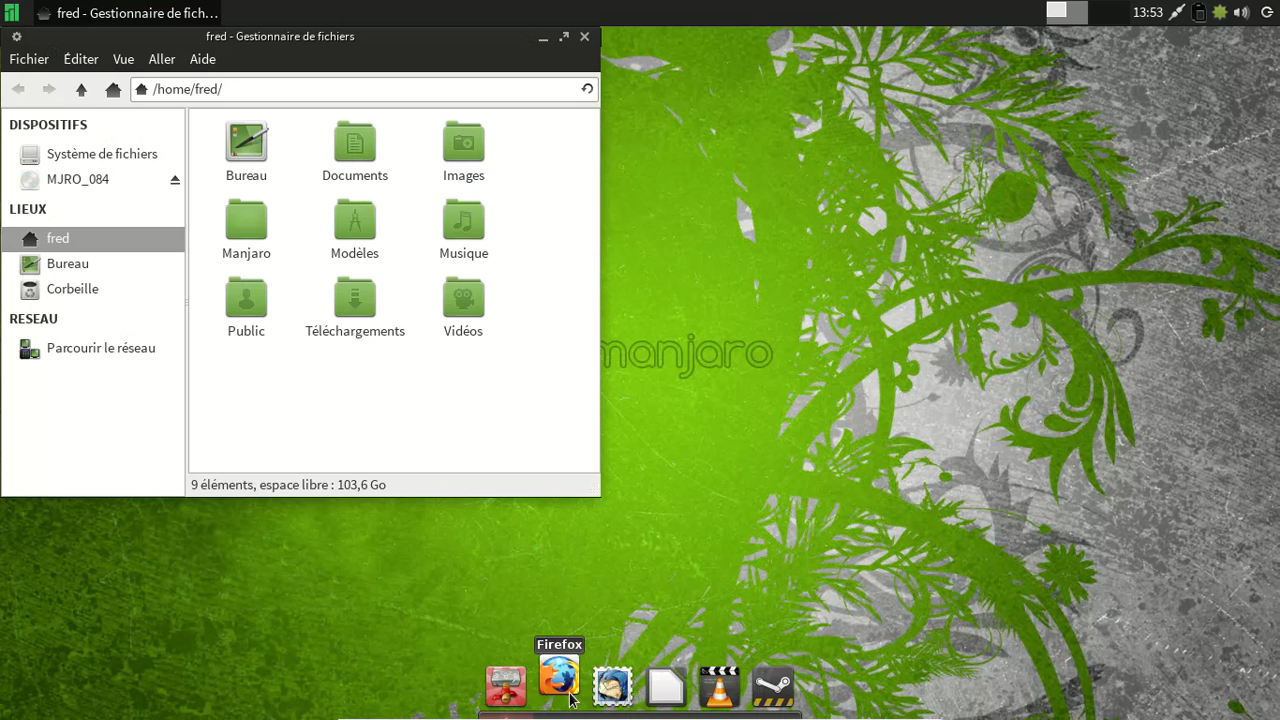 fred - Gestionnaire de fich...
13:53
fred - Gestionnaire de fichiers
Fichier Éditer Vue Aller Aide
/home/fred/
DISPOSITIFS
Système de fichiers
MJRO_084
LIEUX
fred
Bureau
Corbeille
RESEAU
Parcourir le réseau
Bureau Documents Images
Manjaro Modèles Musique
Public Téléchargements Vidéos
9 éléments, espace libre : 103,6 Go
manjaro
Firefox